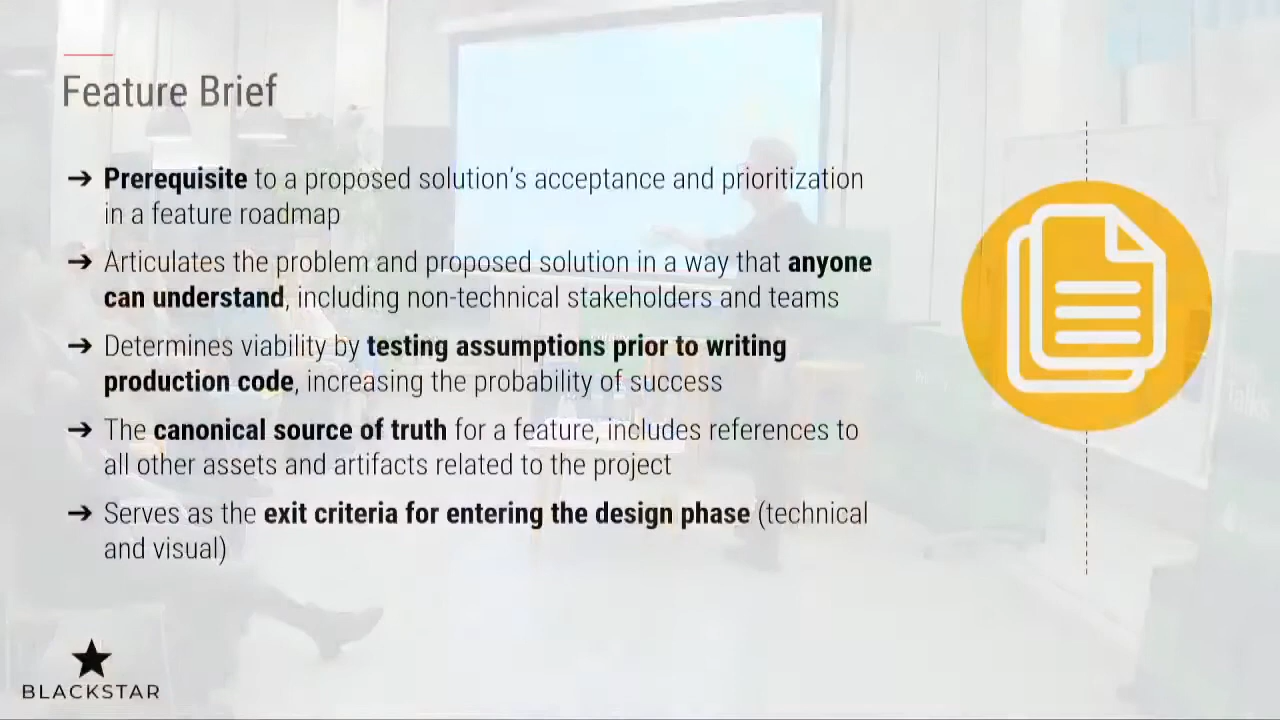 Feature Brief
➔ Prerequisite to a proposed solution's acceptance and prioritization
in a feature roadmap
➔ Articulates the problem and proposed solution in a way that anyone
can understand, including non-technical stakeholders and teams
➔ Determines viability by testing assumptions prior to writing
production code, increasing the probability of success
➔ The canonical source of truth for a feature, includes references to
all other assets and artifacts related to the project
➔ Serves as the exit criteria for entering the design phase (technical
and visual)
BLACKSTAR